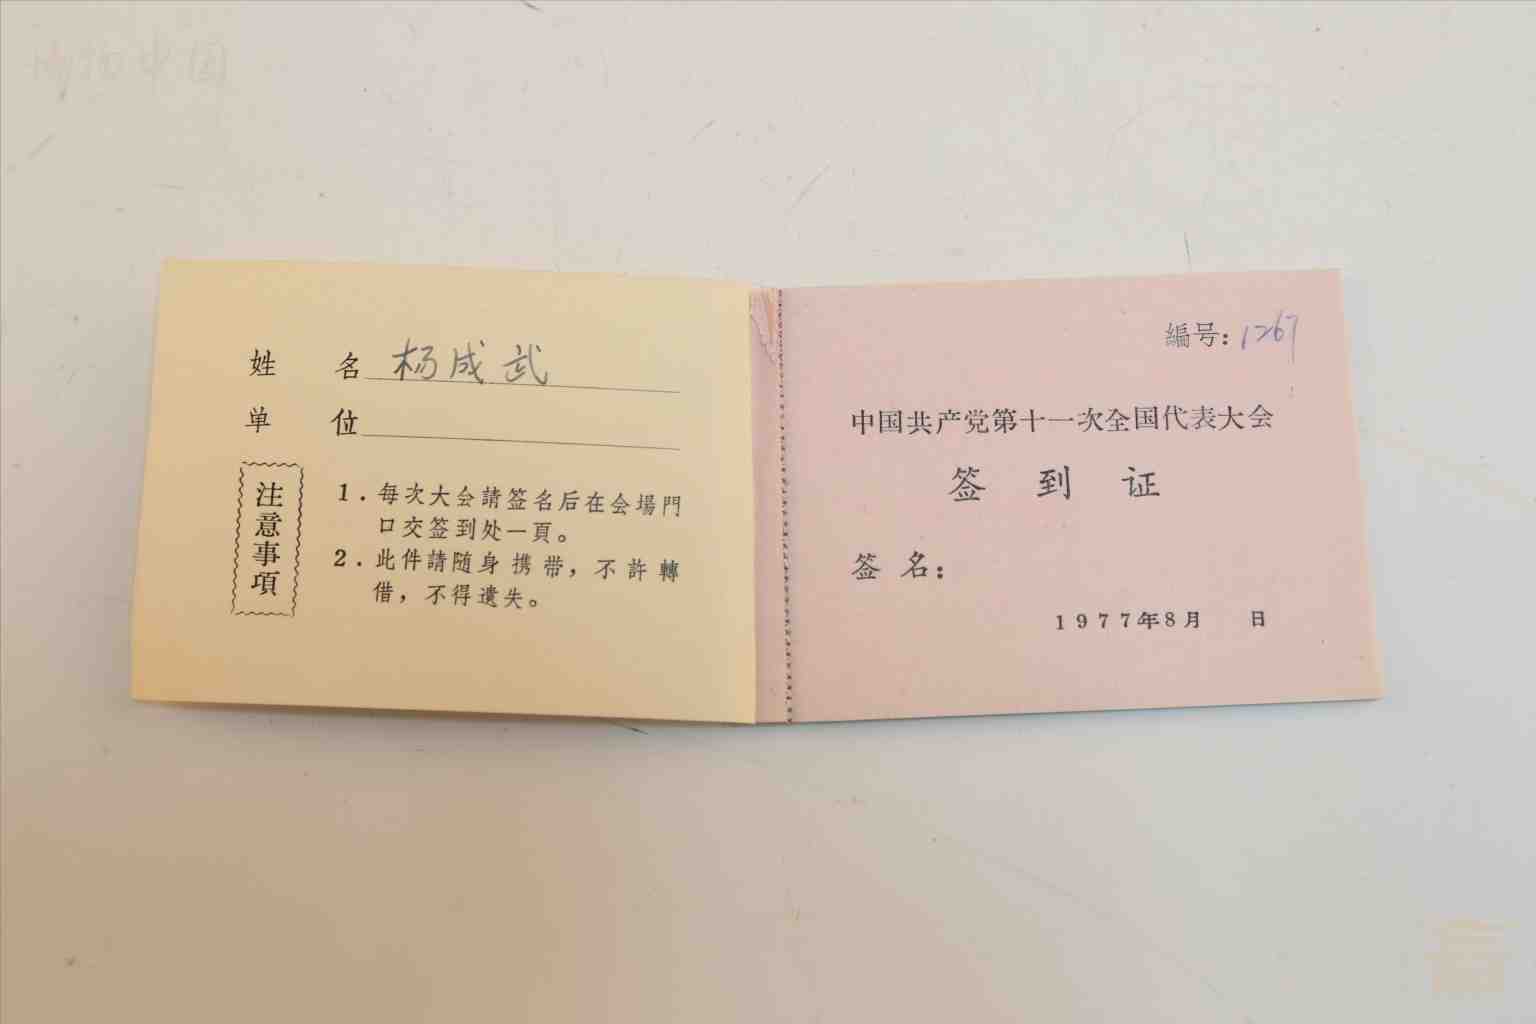 博物中国
姓 名 杨成武
单 位
注意事項
1. 每次大会請签名后在会場門
口交签到处一頁。
2. 此件請随身携带，不許轉
借，不得遺失。
編号：1267
中国共产党第十一次全国代表大会
签到证
签名：
1977年8月 日